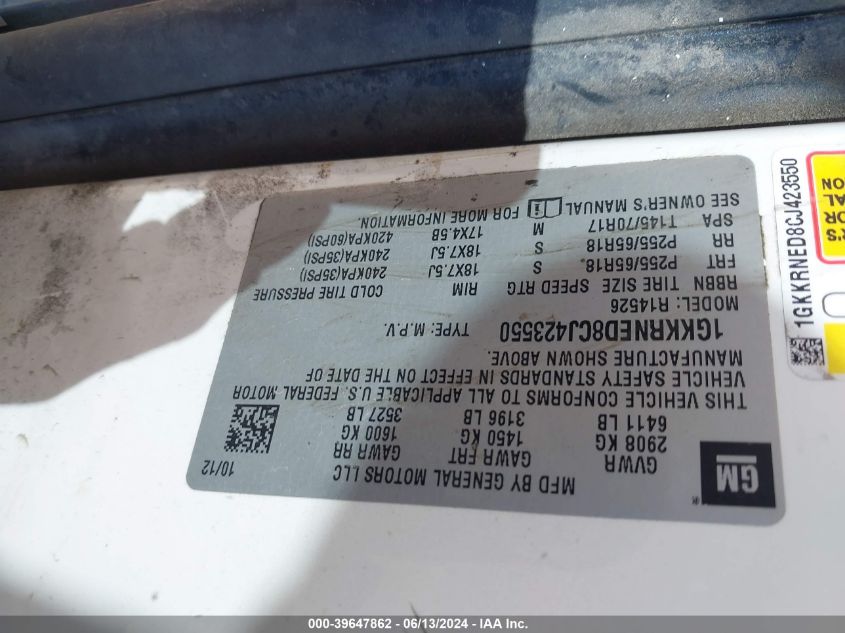 MFD BY GENERAL MOTORS LLC 10/12
GM
GVWR GAWR FRT GAWR RR
2908 KG 1450 KG 1600 KG
6411 LB 3196 LB 3527 LB
THIS VEHICLE CONFORMS TO ALL APPLICABLE U.S. FEDERAL MOTOR
VEHICLE SAFETY STANDARDS IN EFFECT ON THE DATE OF
MANUFACTURE SHOWN ABOVE.
1GKKRNED8CJ423550 TYPE: M.P.V.
MODEL: R14526
RBBN TIRE SIZE SPEED RTG RIM COLD TIRE PRESSURE
FRT P255/65R18 S 18X7.5J 240KPA(35PSI)
RR P255/65R18 S 18X7.5J 240KPA(35PSI)
SPA T145/70R17 M 17X4.5B 420KPA(60PSI)
SEE OWNER'S MANUAL FOR MORE INFORMATION.
1GKKRNED8CJ423550
000-39647862 - 06/13/2024 - IAA Inc.